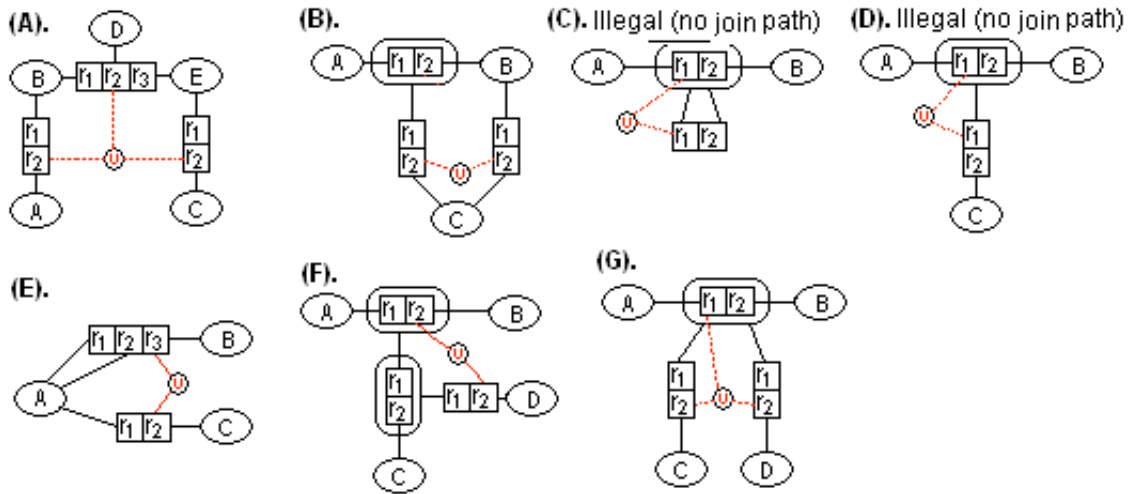 (A).
D
B r1 r2 r3 E
r1 r1
r2 U r2
A C
(B).
A r1 r2 B
r1 r1
r2 U r2
C
(C). Illegal (no join path)
A r1 r2 B
U r1 r2
(D). Illegal (no join path)
A r1 r2 B
U r1
r2
C
(E).
r1 r2 r3 B
A U
r1 r2 C
(F).
A r1 r2 B
U
r1
r2 r1 r2 D
C
(G).
A r1 r2 B
r1 r1
r2 U r2
C D